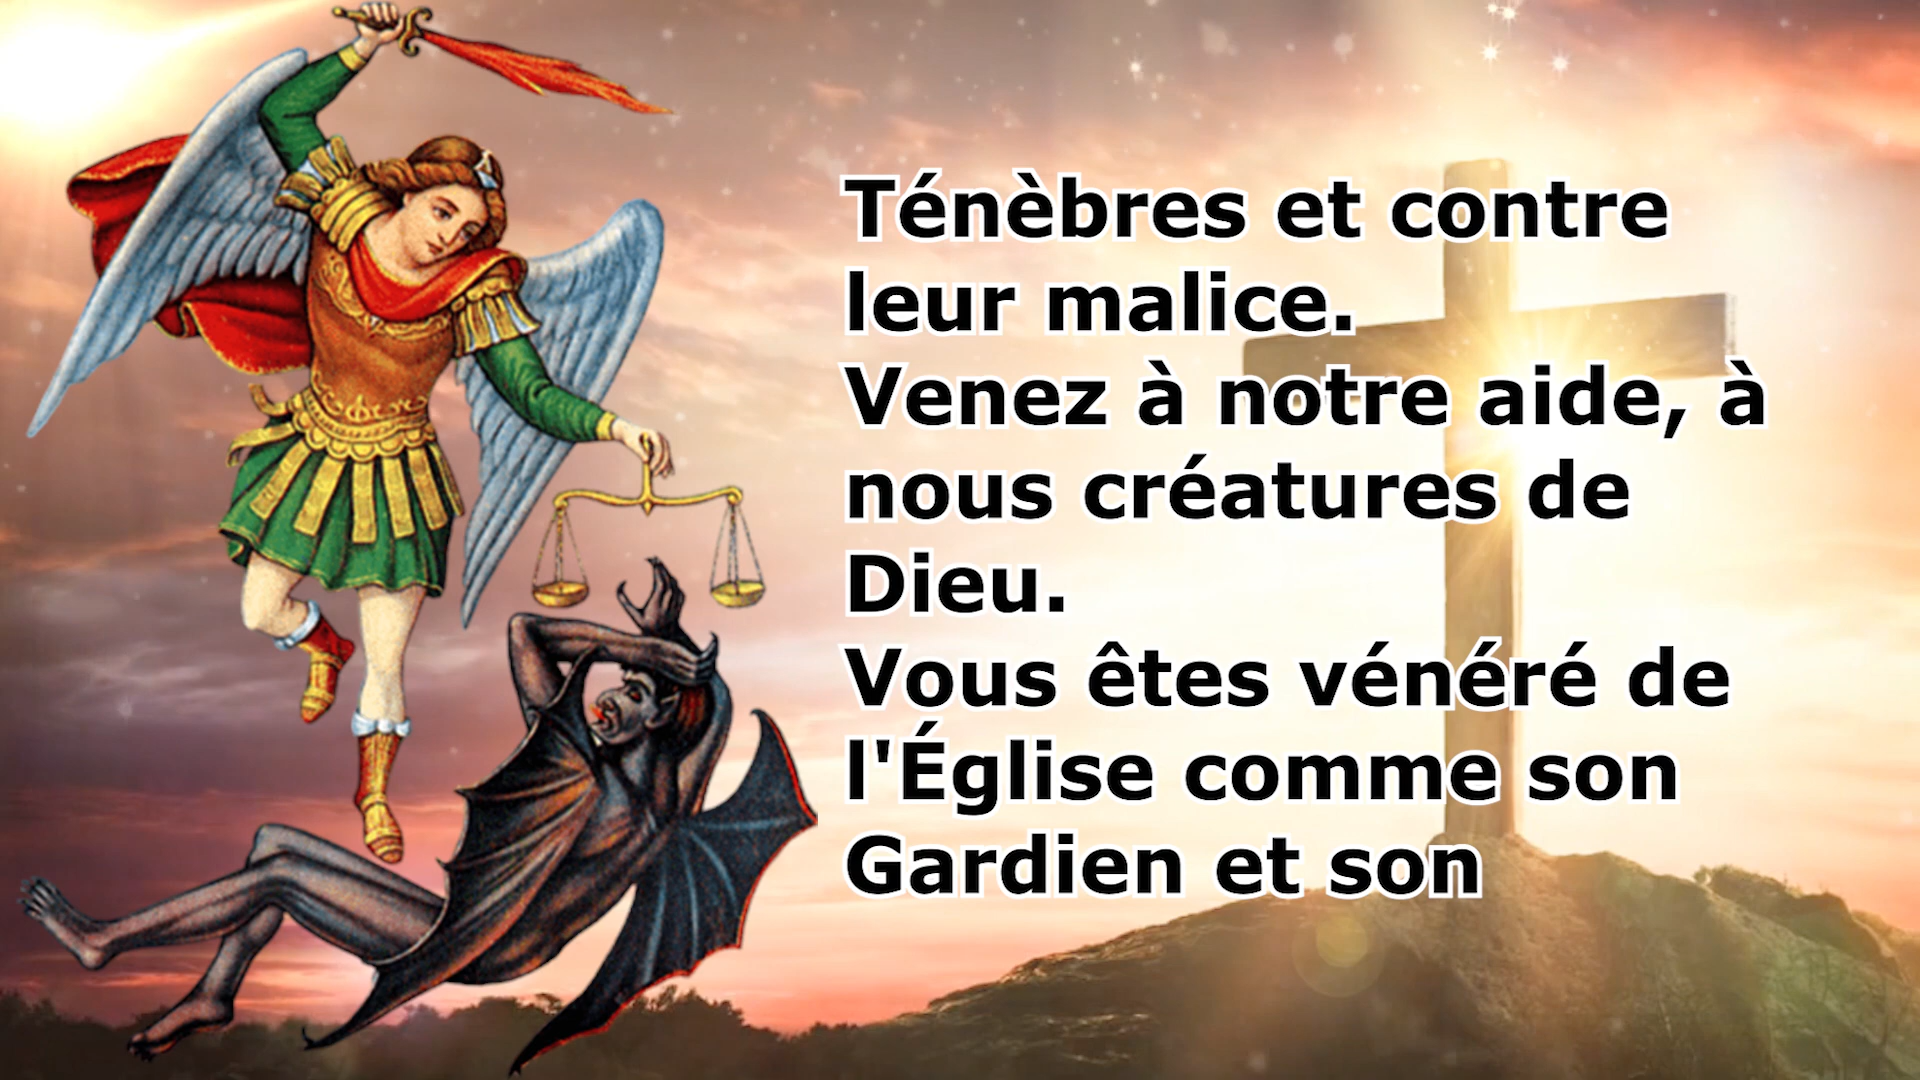 Ténèbres et contre
leur malice.
Venez à notre aide, à
nous créatures de
Dieu.
Vous êtes vénéré de
l'Église comme son
Gardien et son